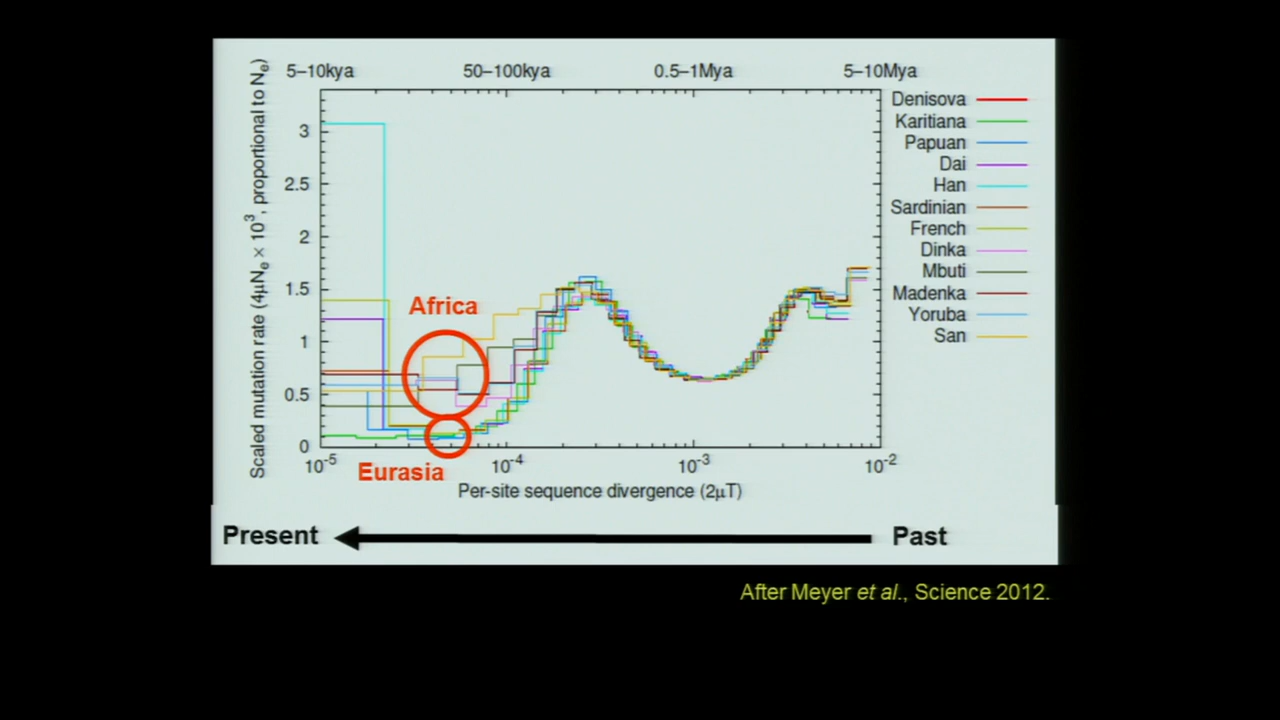 5–10kya 50–100kya 0.5–1Mya 5–10Mya
Scaled mutation rate (4μNe × 10³, proportional to Ne)
3
2.5
2
1.5
1
0.5
0
10⁻⁵ 10⁻⁴ 10⁻³ 10⁻²
Per-site sequence divergence (2μT)
Denisova
Karitiana
Papuan
Dai
Han
Sardinian
French
Dinka
Mbuti
Madenka
Yoruba
San
Africa
Eurasia
Present Past
After Meyer et al., Science 2012.